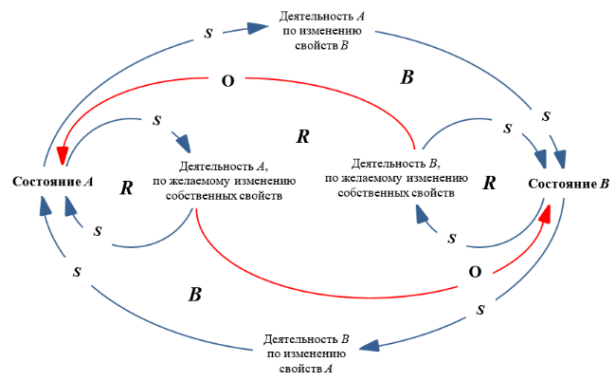 Деятельность A
по изменению
свойств B
S
S
B
O
S
S
S
R
Деятельность A,
по желаемому изменению
собственных свойств
Деятельность B,
по желаемому изменению
собственных свойств
Состояние A
R
R
Состояние B
S
S
O
S
B
S
Деятельность B
по изменению
свойств A